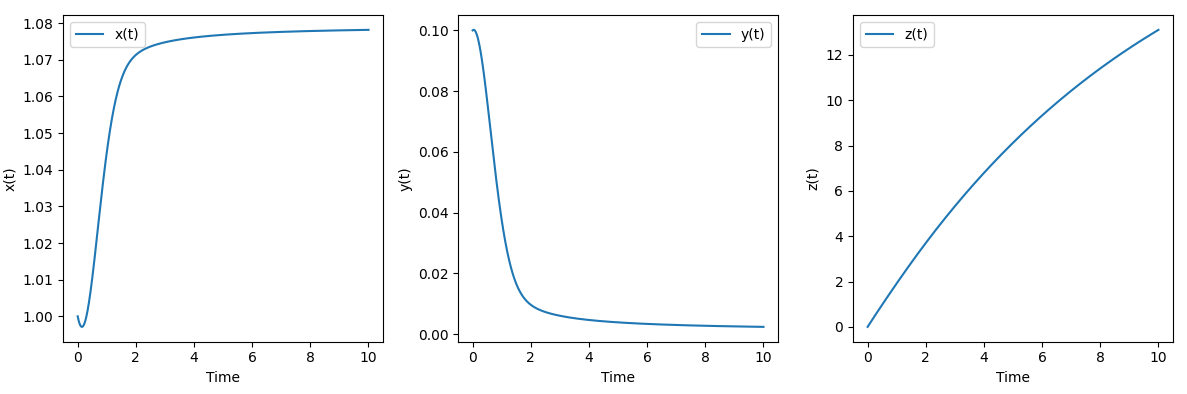 x(t)
1.08
1.07
1.06
1.05
1.04
1.03
1.02
1.01
1.00
x(t)
0 2 4 6 8 10
Time
y(t)
0.10
0.08
0.06
0.04
0.02
0.00
y(t)
0 2 4 6 8 10
Time
z(t)
12
10
8
6
4
2
0
z(t)
0 2 4 6 8 10
Time